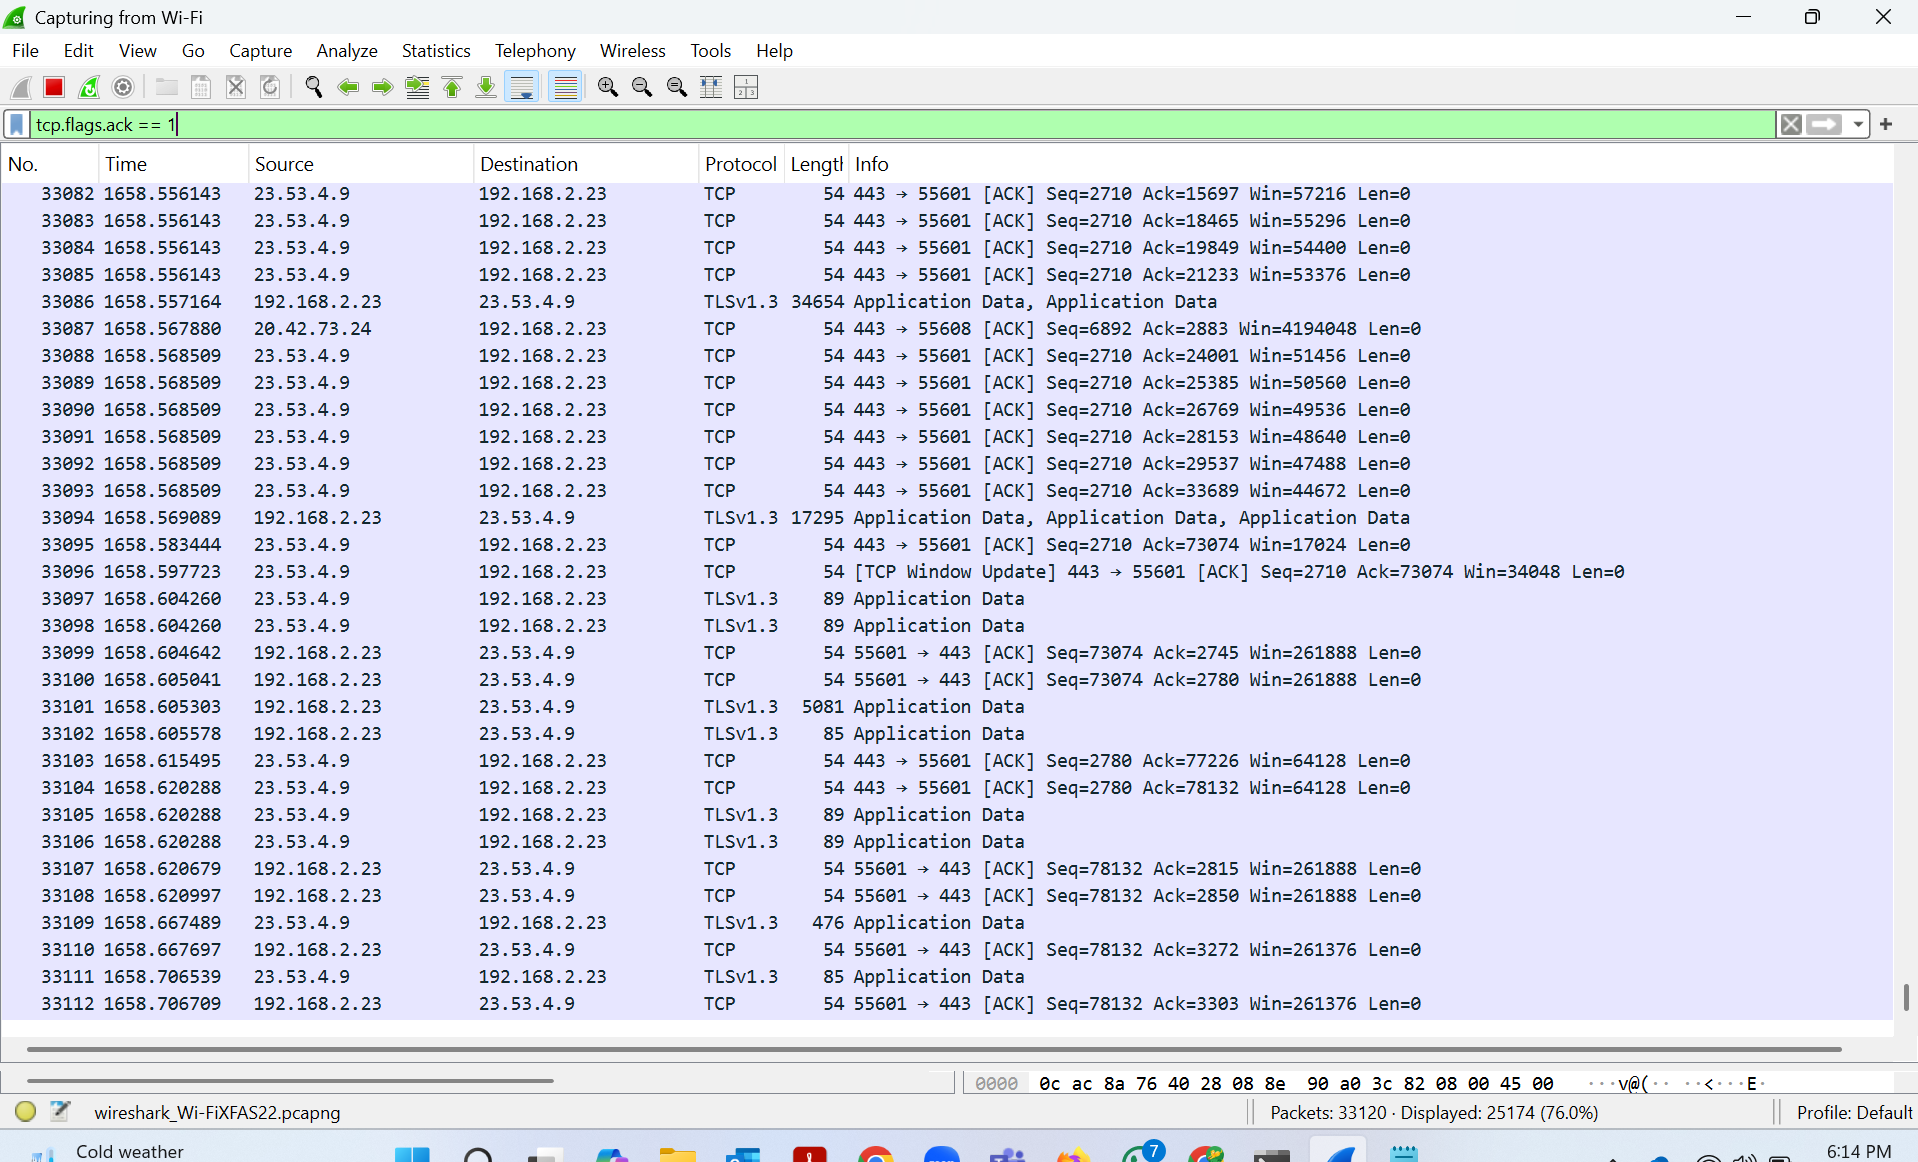 Capturing from Wi-Fi
File Edit View Go Capture Analyze Statistics Telephony Wireless Tools Help
tcp.flags.ack == 1
No. Time Source Destination Protocol Length Info
33082 1658.556143 23.53.4.9 192.168.2.23 TCP 54 443 → 55601 [ACK] Seq=2710 Ack=15697 Win=57216 Len=0
33083 1658.556143 23.53.4.9 192.168.2.23 TCP 54 443 → 55601 [ACK] Seq=2710 Ack=18465 Win=55296 Len=0
33084 1658.556143 23.53.4.9 192.168.2.23 TCP 54 443 → 55601 [ACK] Seq=2710 Ack=19849 Win=54400 Len=0
33085 1658.556143 23.53.4.9 192.168.2.23 TCP 54 443 → 55601 [ACK] Seq=2710 Ack=21233 Win=53376 Len=0
33086 1658.557164 192.168.2.23 23.53.4.9 TLSv1.3 34654 Application Data, Application Data
33087 1658.567880 20.42.73.24 192.168.2.23 TCP 54 443 → 55608 [ACK] Seq=6892 Ack=2883 Win=4194048 Len=0
33088 1658.568509 23.53.4.9 192.168.2.23 TCP 54 443 → 55601 [ACK] Seq=2710 Ack=24001 Win=51456 Len=0
33089 1658.568509 23.53.4.9 192.168.2.23 TCP 54 443 → 55601 [ACK] Seq=2710 Ack=25385 Win=50560 Len=0
33090 1658.568509 23.53.4.9 192.168.2.23 TCP 54 443 → 55601 [ACK] Seq=2710 Ack=26769 Win=49536 Len=0
33091 1658.568509 23.53.4.9 192.168.2.23 TCP 54 443 → 55601 [ACK] Seq=2710 Ack=28153 Win=48640 Len=0
33092 1658.568509 23.53.4.9 192.168.2.23 TCP 54 443 → 55601 [ACK] Seq=2710 Ack=29537 Win=47488 Len=0
33093 1658.568509 23.53.4.9 192.168.2.23 TCP 54 443 → 55601 [ACK] Seq=2710 Ack=33689 Win=44672 Len=0
33094 1658.569089 192.168.2.23 23.53.4.9 TLSv1.3 17295 Application Data, Application Data, Application Data
33095 1658.583444 23.53.4.9 192.168.2.23 TCP 54 443 → 55601 [ACK] Seq=2710 Ack=73074 Win=17024 Len=0
33096 1658.597723 23.53.4.9 192.168.2.23 TCP 54 [TCP Window Update] 443 → 55601 [ACK] Seq=2710 Ack=73074 Win=34048 Len=0
33097 1658.604260 23.53.4.9 192.168.2.23 TLSv1.3 89 Application Data
33098 1658.604260 23.53.4.9 192.168.2.23 TLSv1.3 89 Application Data
33099 1658.604642 192.168.2.23 23.53.4.9 TCP 54 55601 → 443 [ACK] Seq=73074 Ack=2745 Win=261888 Len=0
33100 1658.605041 192.168.2.23 23.53.4.9 TCP 54 55601 → 443 [ACK] Seq=73074 Ack=2780 Win=261888 Len=0
33101 1658.605303 192.168.2.23 23.53.4.9 TLSv1.3 5081 Application Data
33102 1658.605578 192.168.2.23 23.53.4.9 TLSv1.3 85 Application Data
33103 1658.615495 23.53.4.9 192.168.2.23 TCP 54 443 → 55601 [ACK] Seq=2780 Ack=77226 Win=64128 Len=0
33104 1658.620288 23.53.4.9 192.168.2.23 TCP 54 443 → 55601 [ACK] Seq=2780 Ack=78132 Win=64128 Len=0
33105 1658.620288 23.53.4.9 192.168.2.23 TLSv1.3 89 Application Data
33106 1658.620288 23.53.4.9 192.168.2.23 TLSv1.3 89 Application Data
33107 1658.620679 192.168.2.23 23.53.4.9 TCP 54 55601 → 443 [ACK] Seq=78132 Ack=2815 Win=261888 Len=0
33108 1658.620997 192.168.2.23 23.53.4.9 TCP 54 55601 → 443 [ACK] Seq=78132 Ack=2850 Win=261888 Len=0
33109 1658.667489 23.53.4.9 192.168.2.23 TLSv1.3 476 Application Data
33110 1658.667697 192.168.2.23 23.53.4.9 TCP 54 55601 → 443 [ACK] Seq=78132 Ack=3272 Win=261376 Len=0
33111 1658.706539 23.53.4.9 192.168.2.23 TLSv1.3 85 Application Data
33112 1658.706709 192.168.2.23 23.53.4.9 TCP 54 55601 → 443 [ACK] Seq=78132 Ack=3303 Win=261376 Len=0
0000 0c ac 8a 76 40 28 08 8e 90 a0 3c 82 08 00 45 00 ···v@(·· ··<···E·
wireshark_Wi-FiXFAS22.pcapng Packets: 33120 · Displayed: 25174 (76.0%) Profile: Default
Cold weather 7 6:14 PM